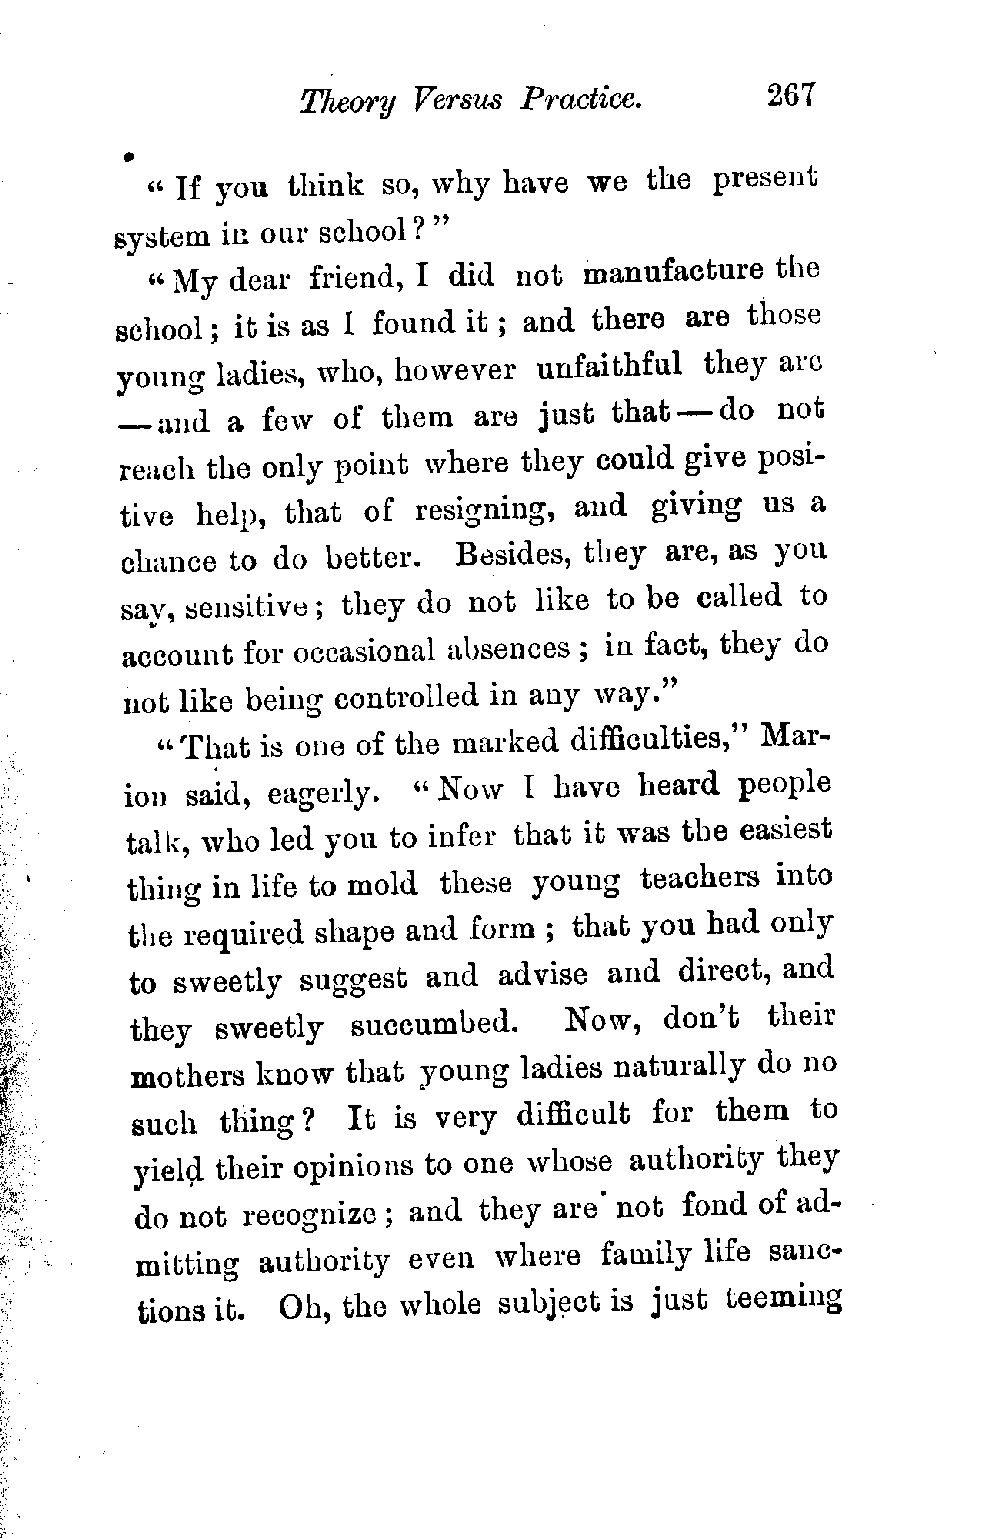 Theory Versus Practice. 267
“ If you think so, why have we the present
system in our school ? ”
“ My dear friend, I did not manufacture the
school ; it is as I found it ; and there are those
young ladies, who, however unfaithful they are
— and a few of them are just that — do not
reach the only point where they could give posi-
tive help, that of resigning, and giving us a
chance to do better. Besides, they are, as you
say, sensitive ; they do not like to be called to
account for occasional absences ; in fact, they do
not like being controlled in any way.”
“ That is one of the marked difficulties,” Mar-
ion said, eagerly. “ Now I have heard people
talk, who led you to infer that it was the easiest
thing in life to mold these young teachers into
the required shape and form ; that you had only
to sweetly suggest and advise and direct, and
they sweetly succumbed. Now, don’t their
mothers know that young ladies naturally do no
such thing ? It is very difficult for them to
yield their opinions to one whose authority they
do not recognize ; and they are not fond of ad-
mitting authority even where family life sanc-
tions it. Oh, the whole subject is just teeming